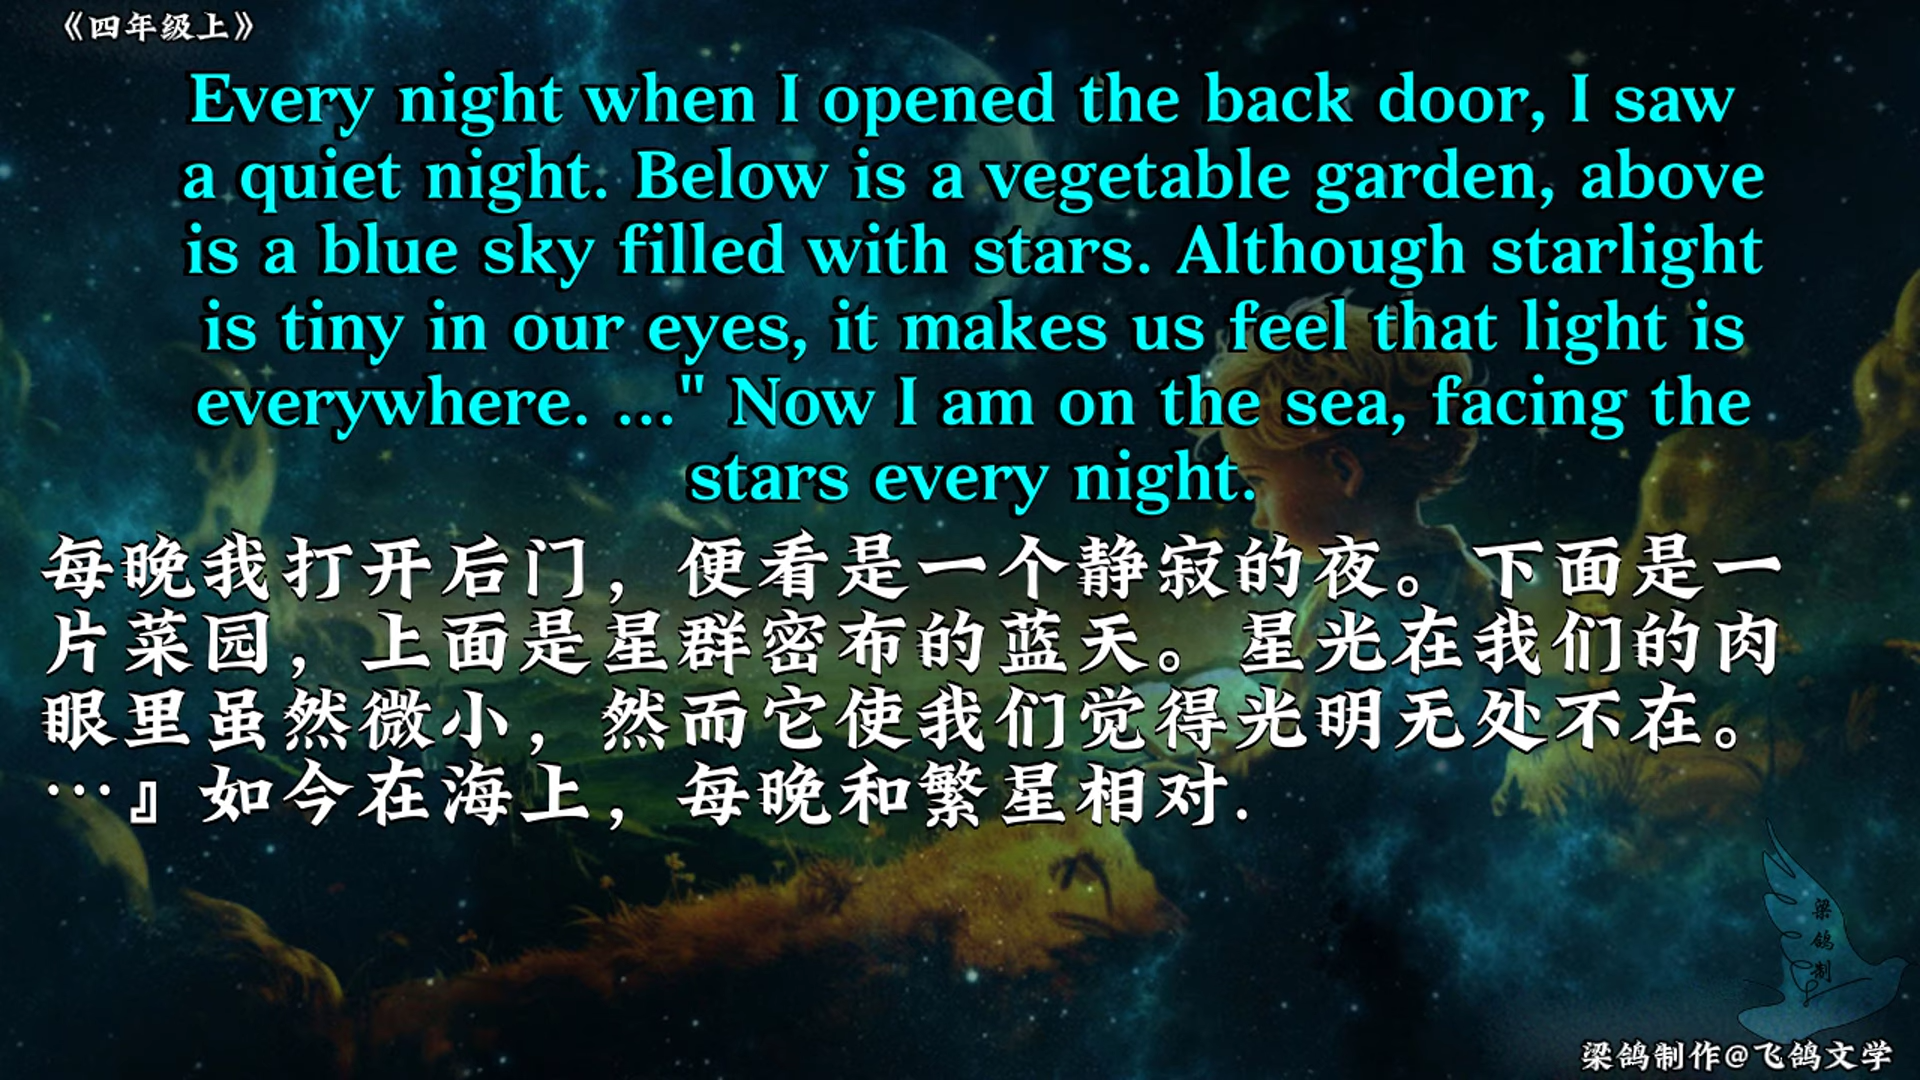 《四年级上》
Every night when I opened the back door, I saw
a quiet night. Below is a vegetable garden, above
is a blue sky filled with stars. Although starlight
is tiny in our eyes, it makes us feel that light is
everywhere. ..." Now I am on the sea, facing the
stars every night.
每晚我打开后门，便看是一个静寂的夜。下面是一
片菜园，上面是星群密布的蓝天。星光在我们的肉
眼里虽然微小，然而它使我们觉得光明无处不在。
…』如今在海上，每晚和繁星相对.
梁鸽制
梁鸽制作@飞鸽文学